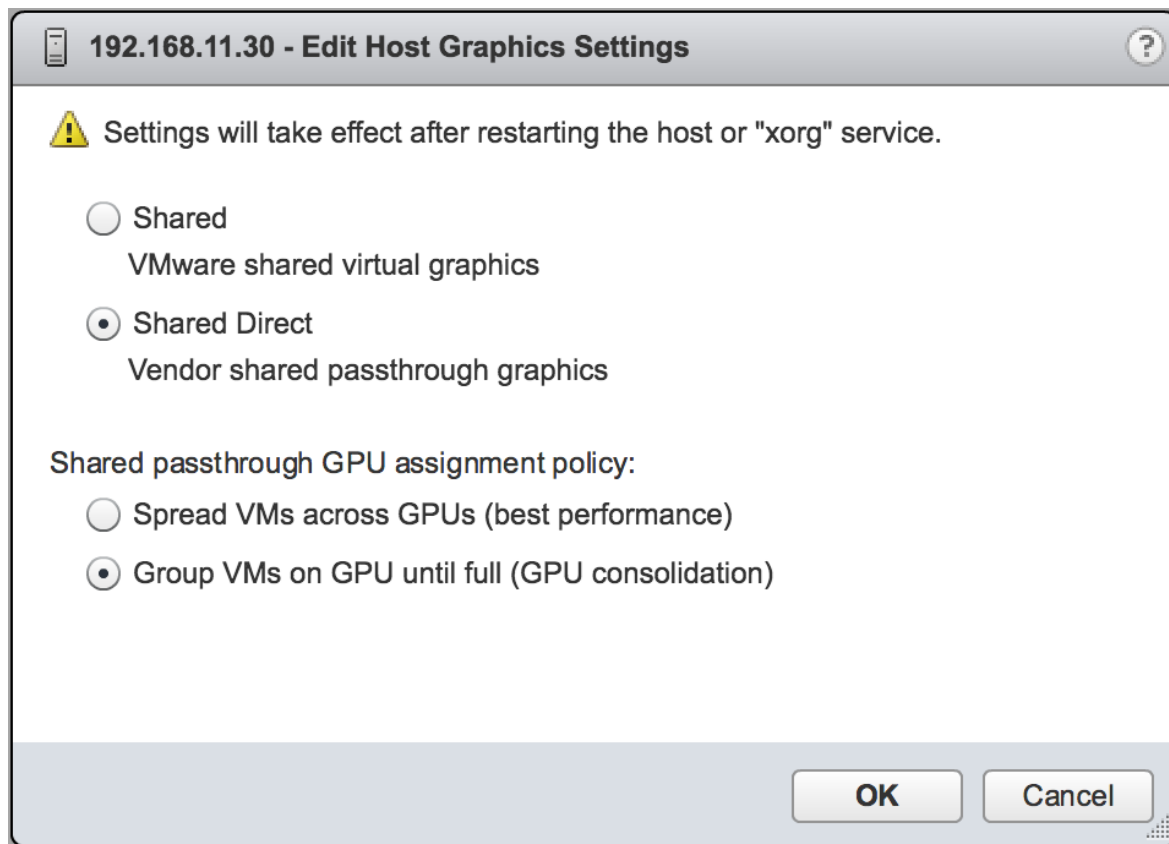 192.168.11.30 - Edit Host Graphics Settings
?
Settings will take effect after restarting the host or "xorg" service.
Shared
VMware shared virtual graphics
Shared Direct
Vendor shared passthrough graphics
Shared passthrough GPU assignment policy:
Spread VMs across GPUs (best performance)
Group VMs on GPU until full (GPU consolidation)
OK
Cancel